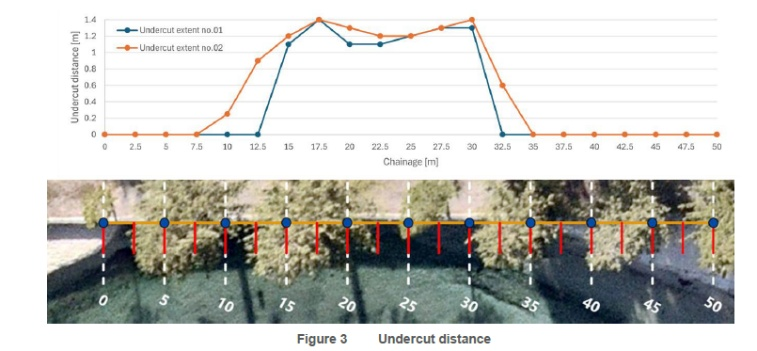 1.4
1.2
1
0.8
0.6
0.4
0.2
0
Undercut distance [m]
Undercut extent no.01
Undercut extent no.02
0 2.5 5 7.5 10 12.5 15 17.5 20 22.5 25 27.5 30 32.5 35 37.5 40 42.5 45 47.5 50
Chainage [m]
0 5 10 15 20 25 30 35 40 45 50
Figure 3 Undercut distance